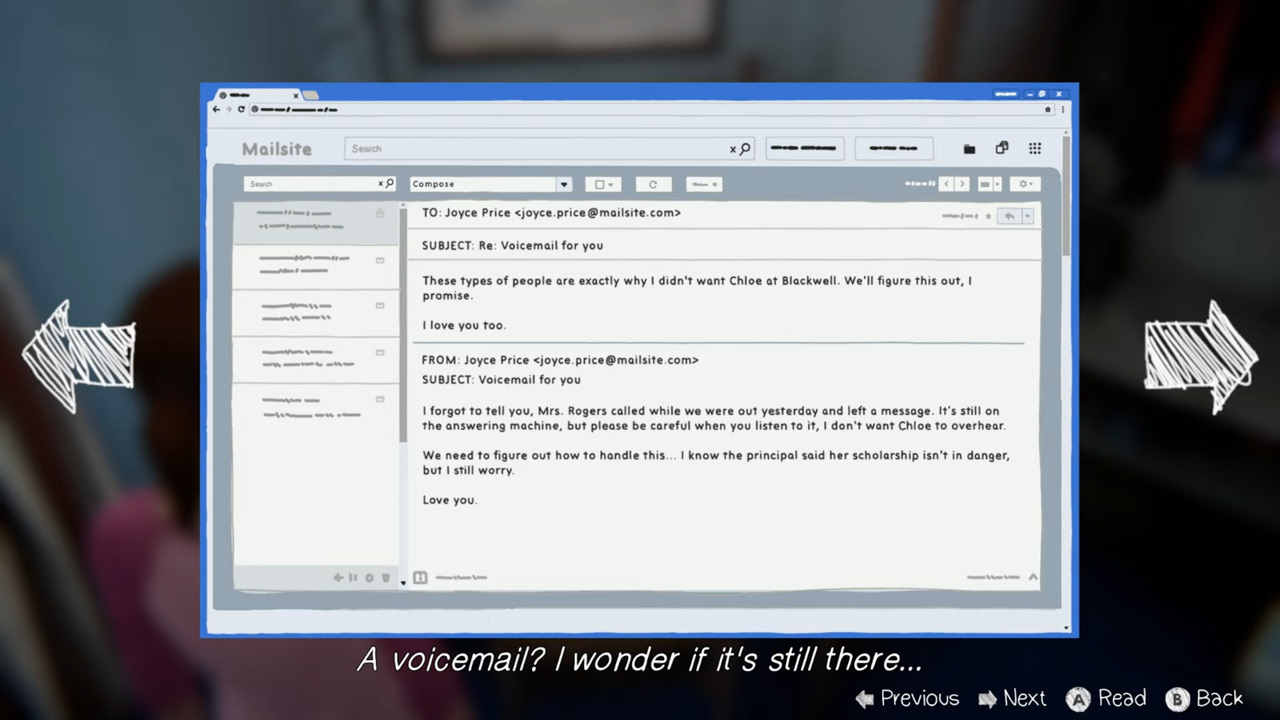 Mailsite
Search
x
Search
x
Compose
TO: Joyce Price <joyce.price@mailsite.com>
SUBJECT: Re: Voicemail for you
These types of people are exactly why I didn't want Chloe at Blackwell. We'll figure this out, I
promise.
I love you too.
FROM: Joyce Price <joyce.price@mailsite.com>
SUBJECT: Voicemail for you
I forgot to tell you, Mrs. Rogers called while we were out yesterday and left a message. It's still on
the answering machine, but please be careful when you listen to it, I don't want Chloe to overhear.
We need to figure out how to handle this... I know the principal said her scholarship isn't in danger,
but I still worry.
Love you.
A voicemail? I wonder if it's still there...
Previous Next A Read B Back